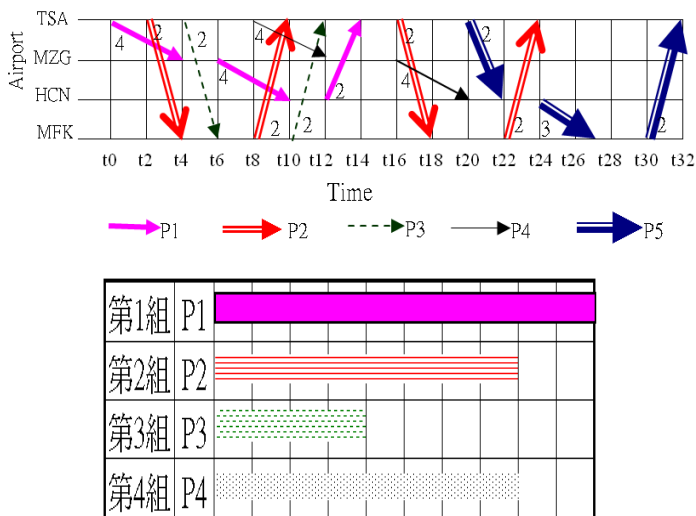 Airport
TSA
MZG
HCN
MFK
4 2 2 4 4 2 2 2 2 2 4 2 5 2 3 2
t0 t2 t4 t6 t8 t10 t12 t14 t16 t18 t20 t22 t24 t26 t28 t30 t32
Time
P1 P2 P3 P4 P5
第1組 P1
第2組 P2
第3組 P3
第4組 P4